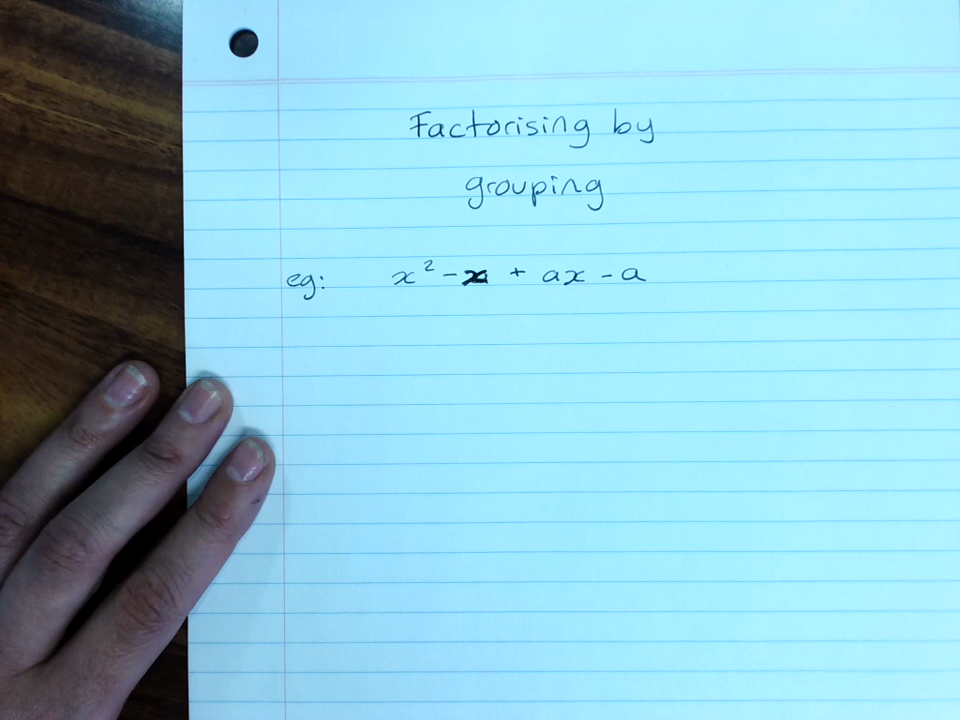 Factorising by
grouping
eg: x² - x + ax - a